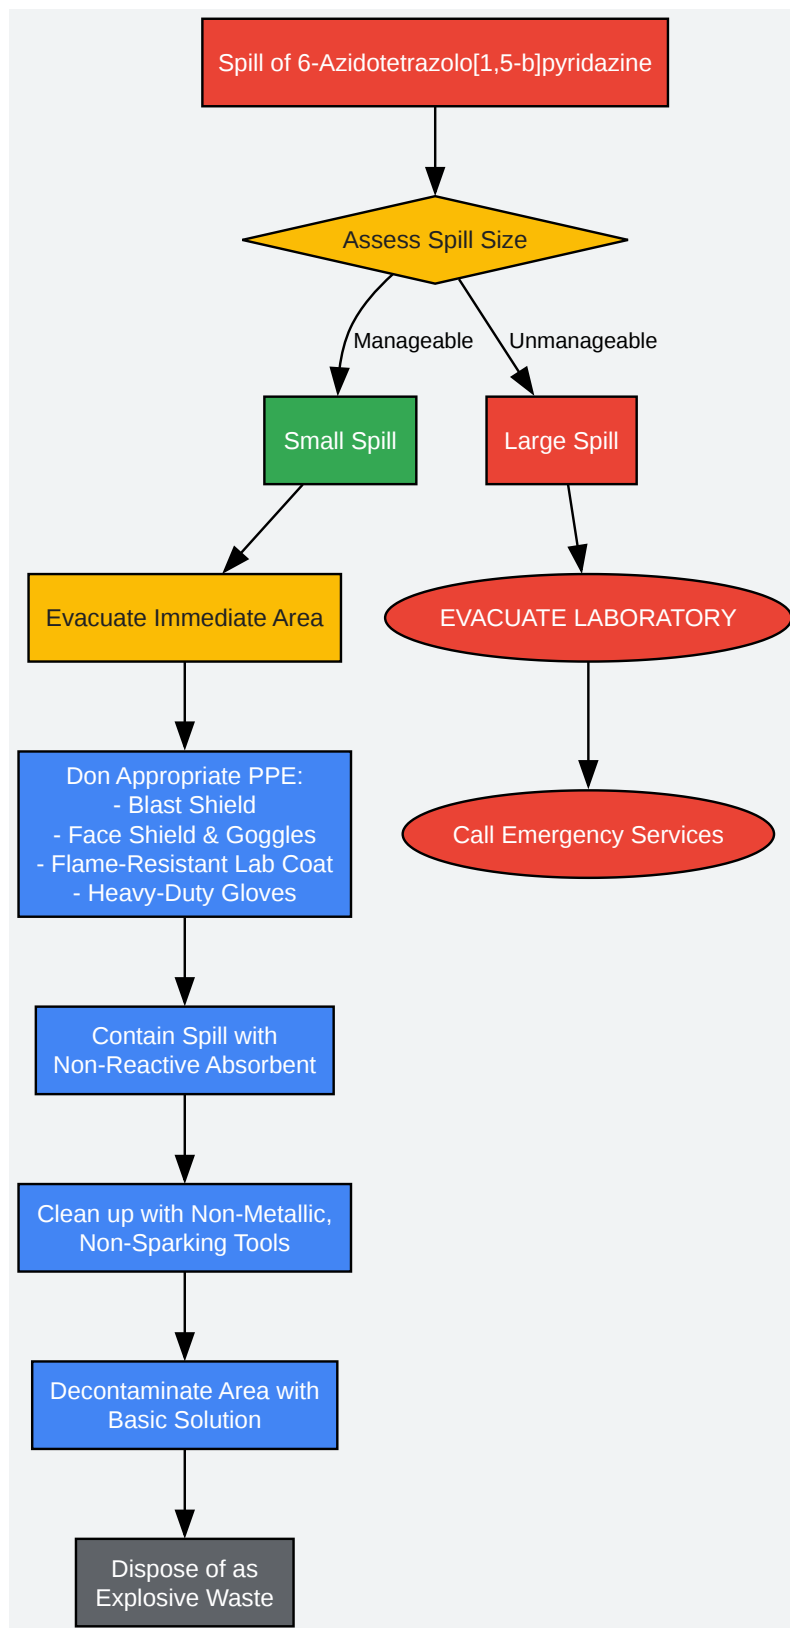 Spill of 6-Azidotetrazolo[1,5-b]pyridazine
Assess Spill Size
Manageable
Unmanageable
Small Spill
Large Spill
Evacuate Immediate Area
EVACUATE LABORATORY
Don Appropriate PPE:
- Blast Shield
- Face Shield & Goggles
- Flame-Resistant Lab Coat
- Heavy-Duty Gloves
Call Emergency Services
Contain Spill with
Non-Reactive Absorbent
Clean up with Non-Metallic,
Non-Sparking Tools
Decontaminate Area with
Basic Solution
Dispose of as
Explosive Waste